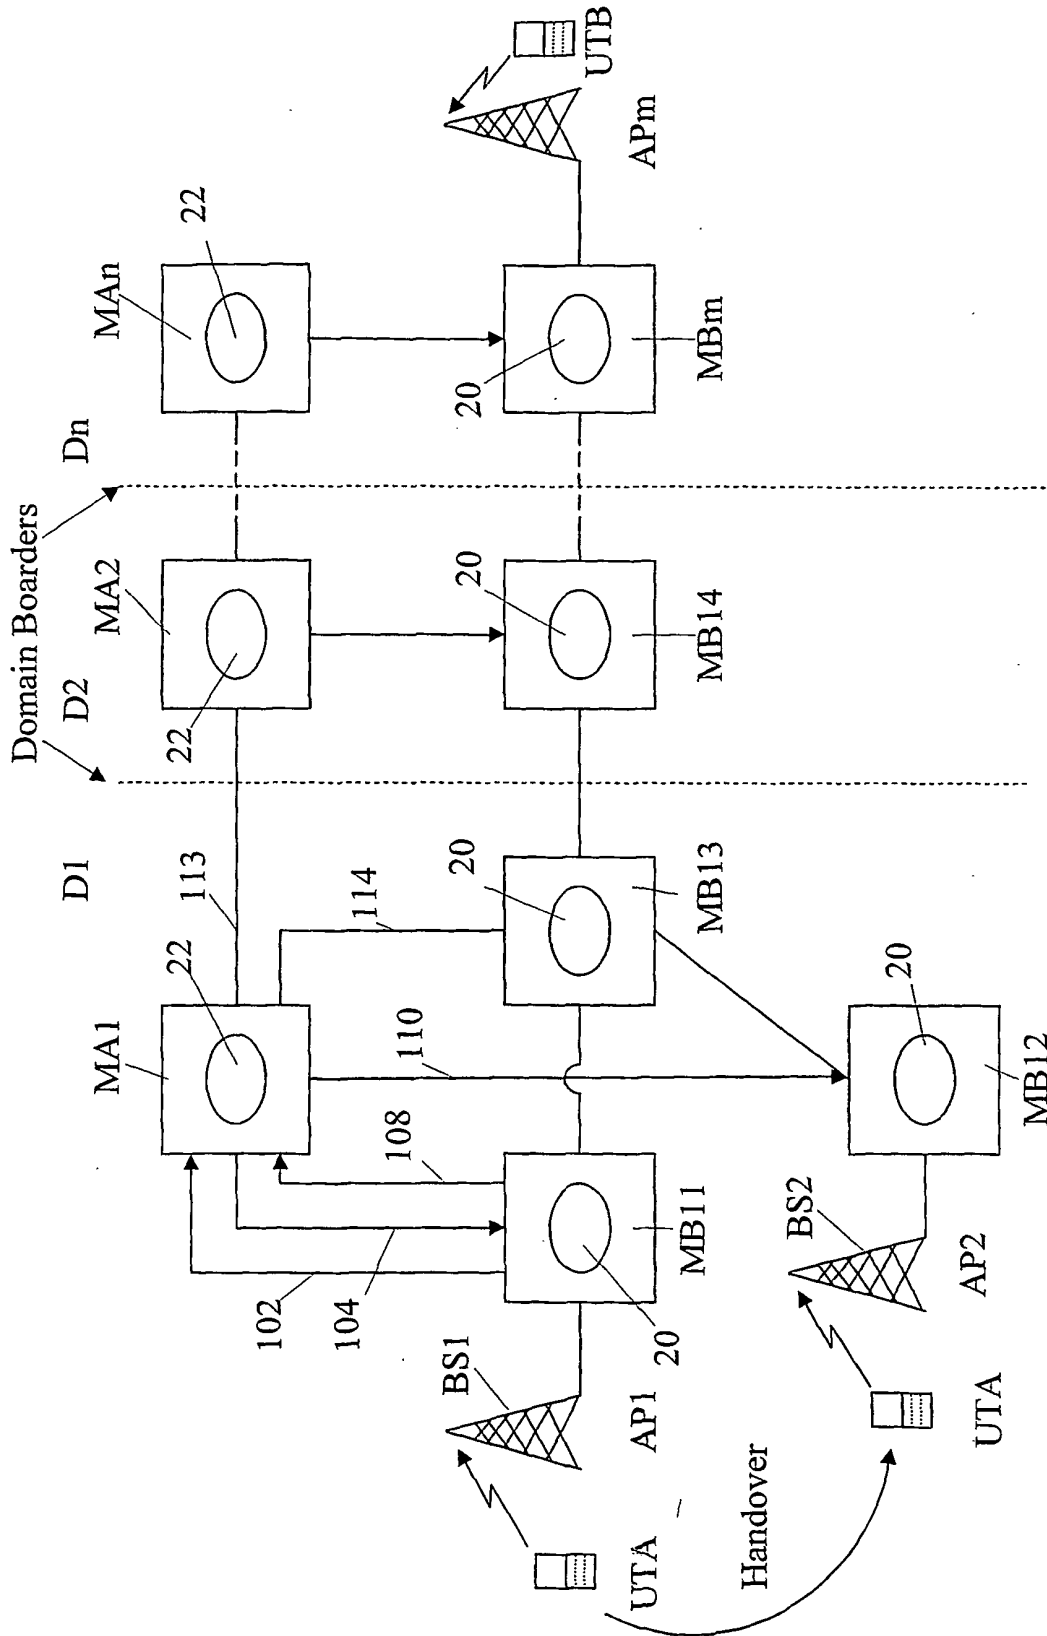 Domain Boarders
D1
D2
Dn
MA1
22
113
MA2
22
MAn
22
102
104
108
110
114
BS1
AP1
UTA
20
MB11
20
MB13
20
MB14
20
MBm
APm
UTB
Handover
UTA
BS2
AP2
20
MB12